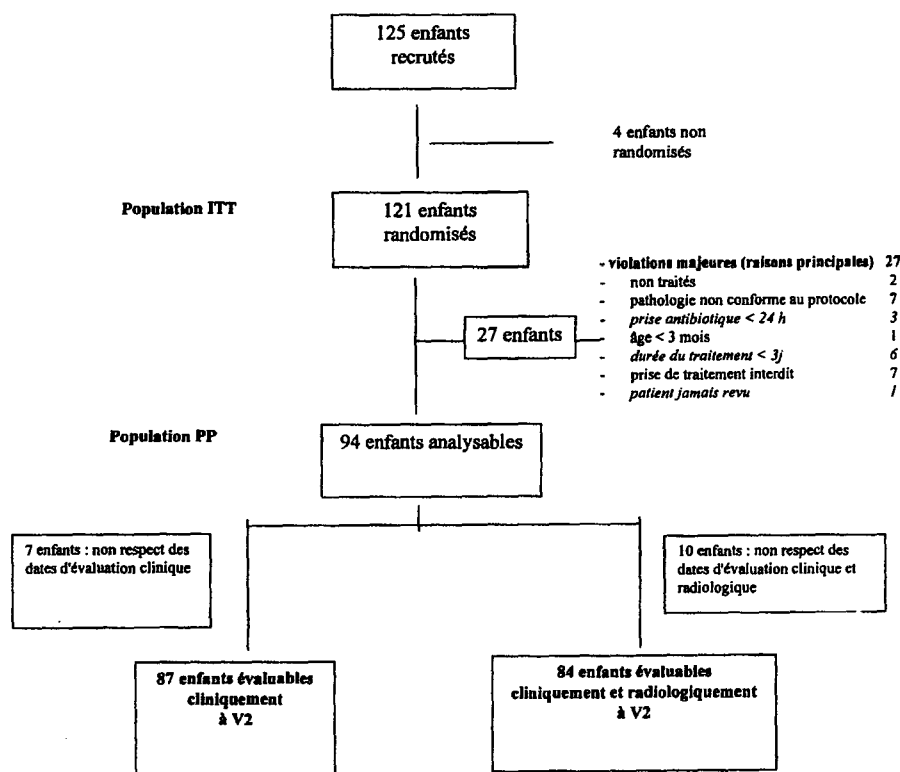 125 enfants
recrutés
4 enfants non
randomisés
Population ITT
121 enfants
randomisés
- violations majeures (raisons principales) 27
- non traités 2
- pathologie non conforme au protocole 7
- prise antibiotique < 24 h 3
- âge < 3 mois 1
- durée du traitement < 3j 6
- prise de traitement interdit 7
- patient jamais revu 1
27 enfants
Population PP
94 enfants analysables
7 enfants : non respect des
dates d'évaluation clinique
10 enfants : non respect des
dates d'évaluation clinique et
radiologique
87 enfants évaluables
cliniquement
à V2
84 enfants évaluables
cliniquement et radiologiquement
à V2